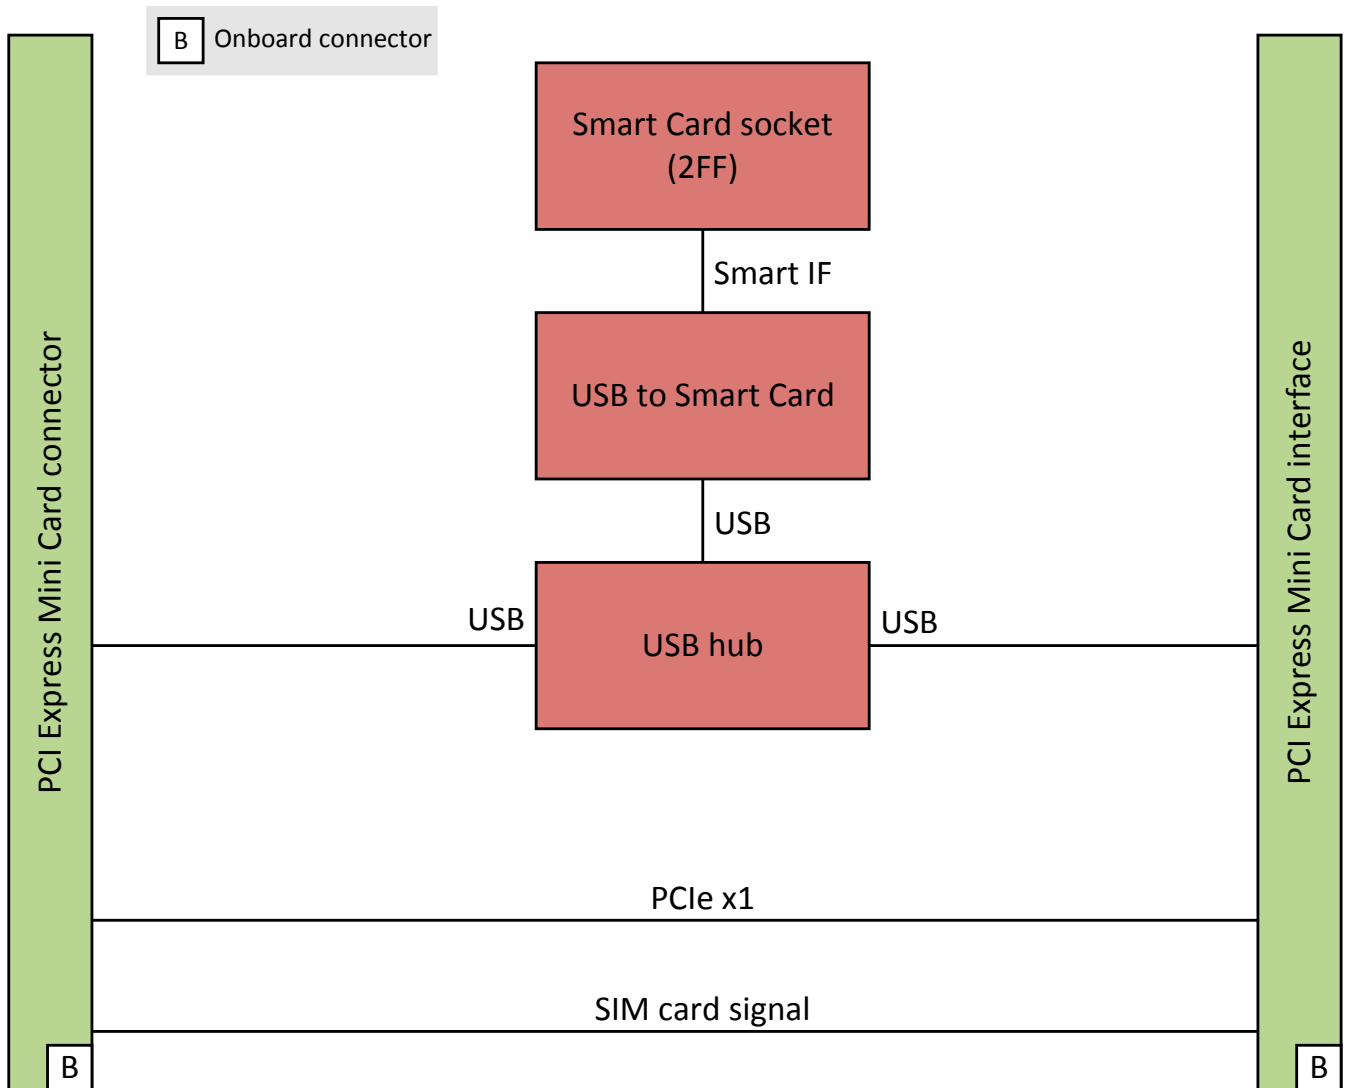 B
Onboard connector
Smart Card socket
(2FF)
Smart IF
USB to Smart Card
USB
USB
USB hub
USB
PCI Express Mini Card connector
PCI Express Mini Card interface
PCIe x1
SIM card signal
B
B